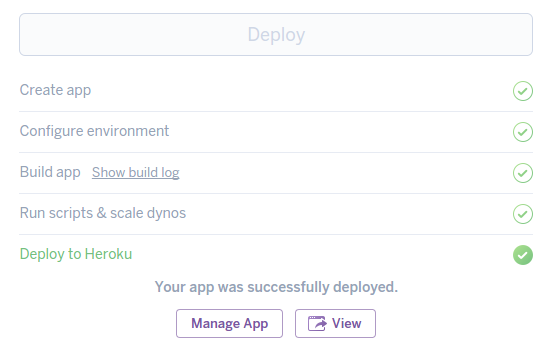 Deploy
Create app
Configure environment
Build app Show build log
Run scripts & scale dynos
Deploy to Heroku
Your app was successfully deployed.
Manage App View